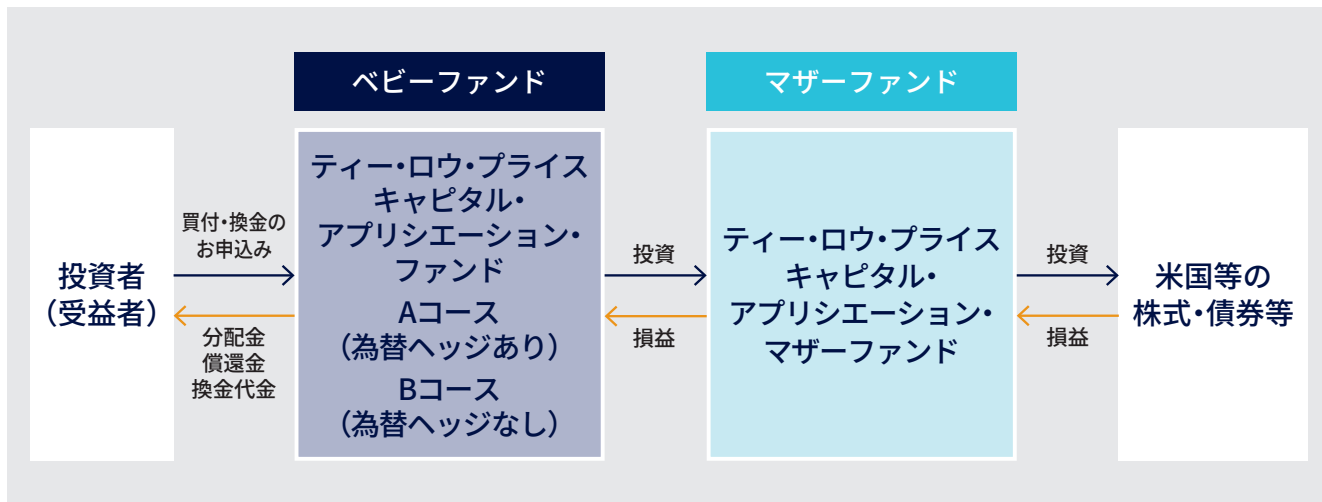 ベビーファンド
マザーファンド
投資者
（受益者）
買付・換金の
お申込み
分配金
償還金
換金代金
ティー・ロウ・プライス
キャピタル・
アプリシエーション・
ファンド
Aコース
（為替ヘッジあり）
Bコース
（為替ヘッジなし）
投資
損益
ティー・ロウ・プライス
キャピタル・
アプリシエーション・
マザーファンド
投資
損益
米国等の
株式・債券等